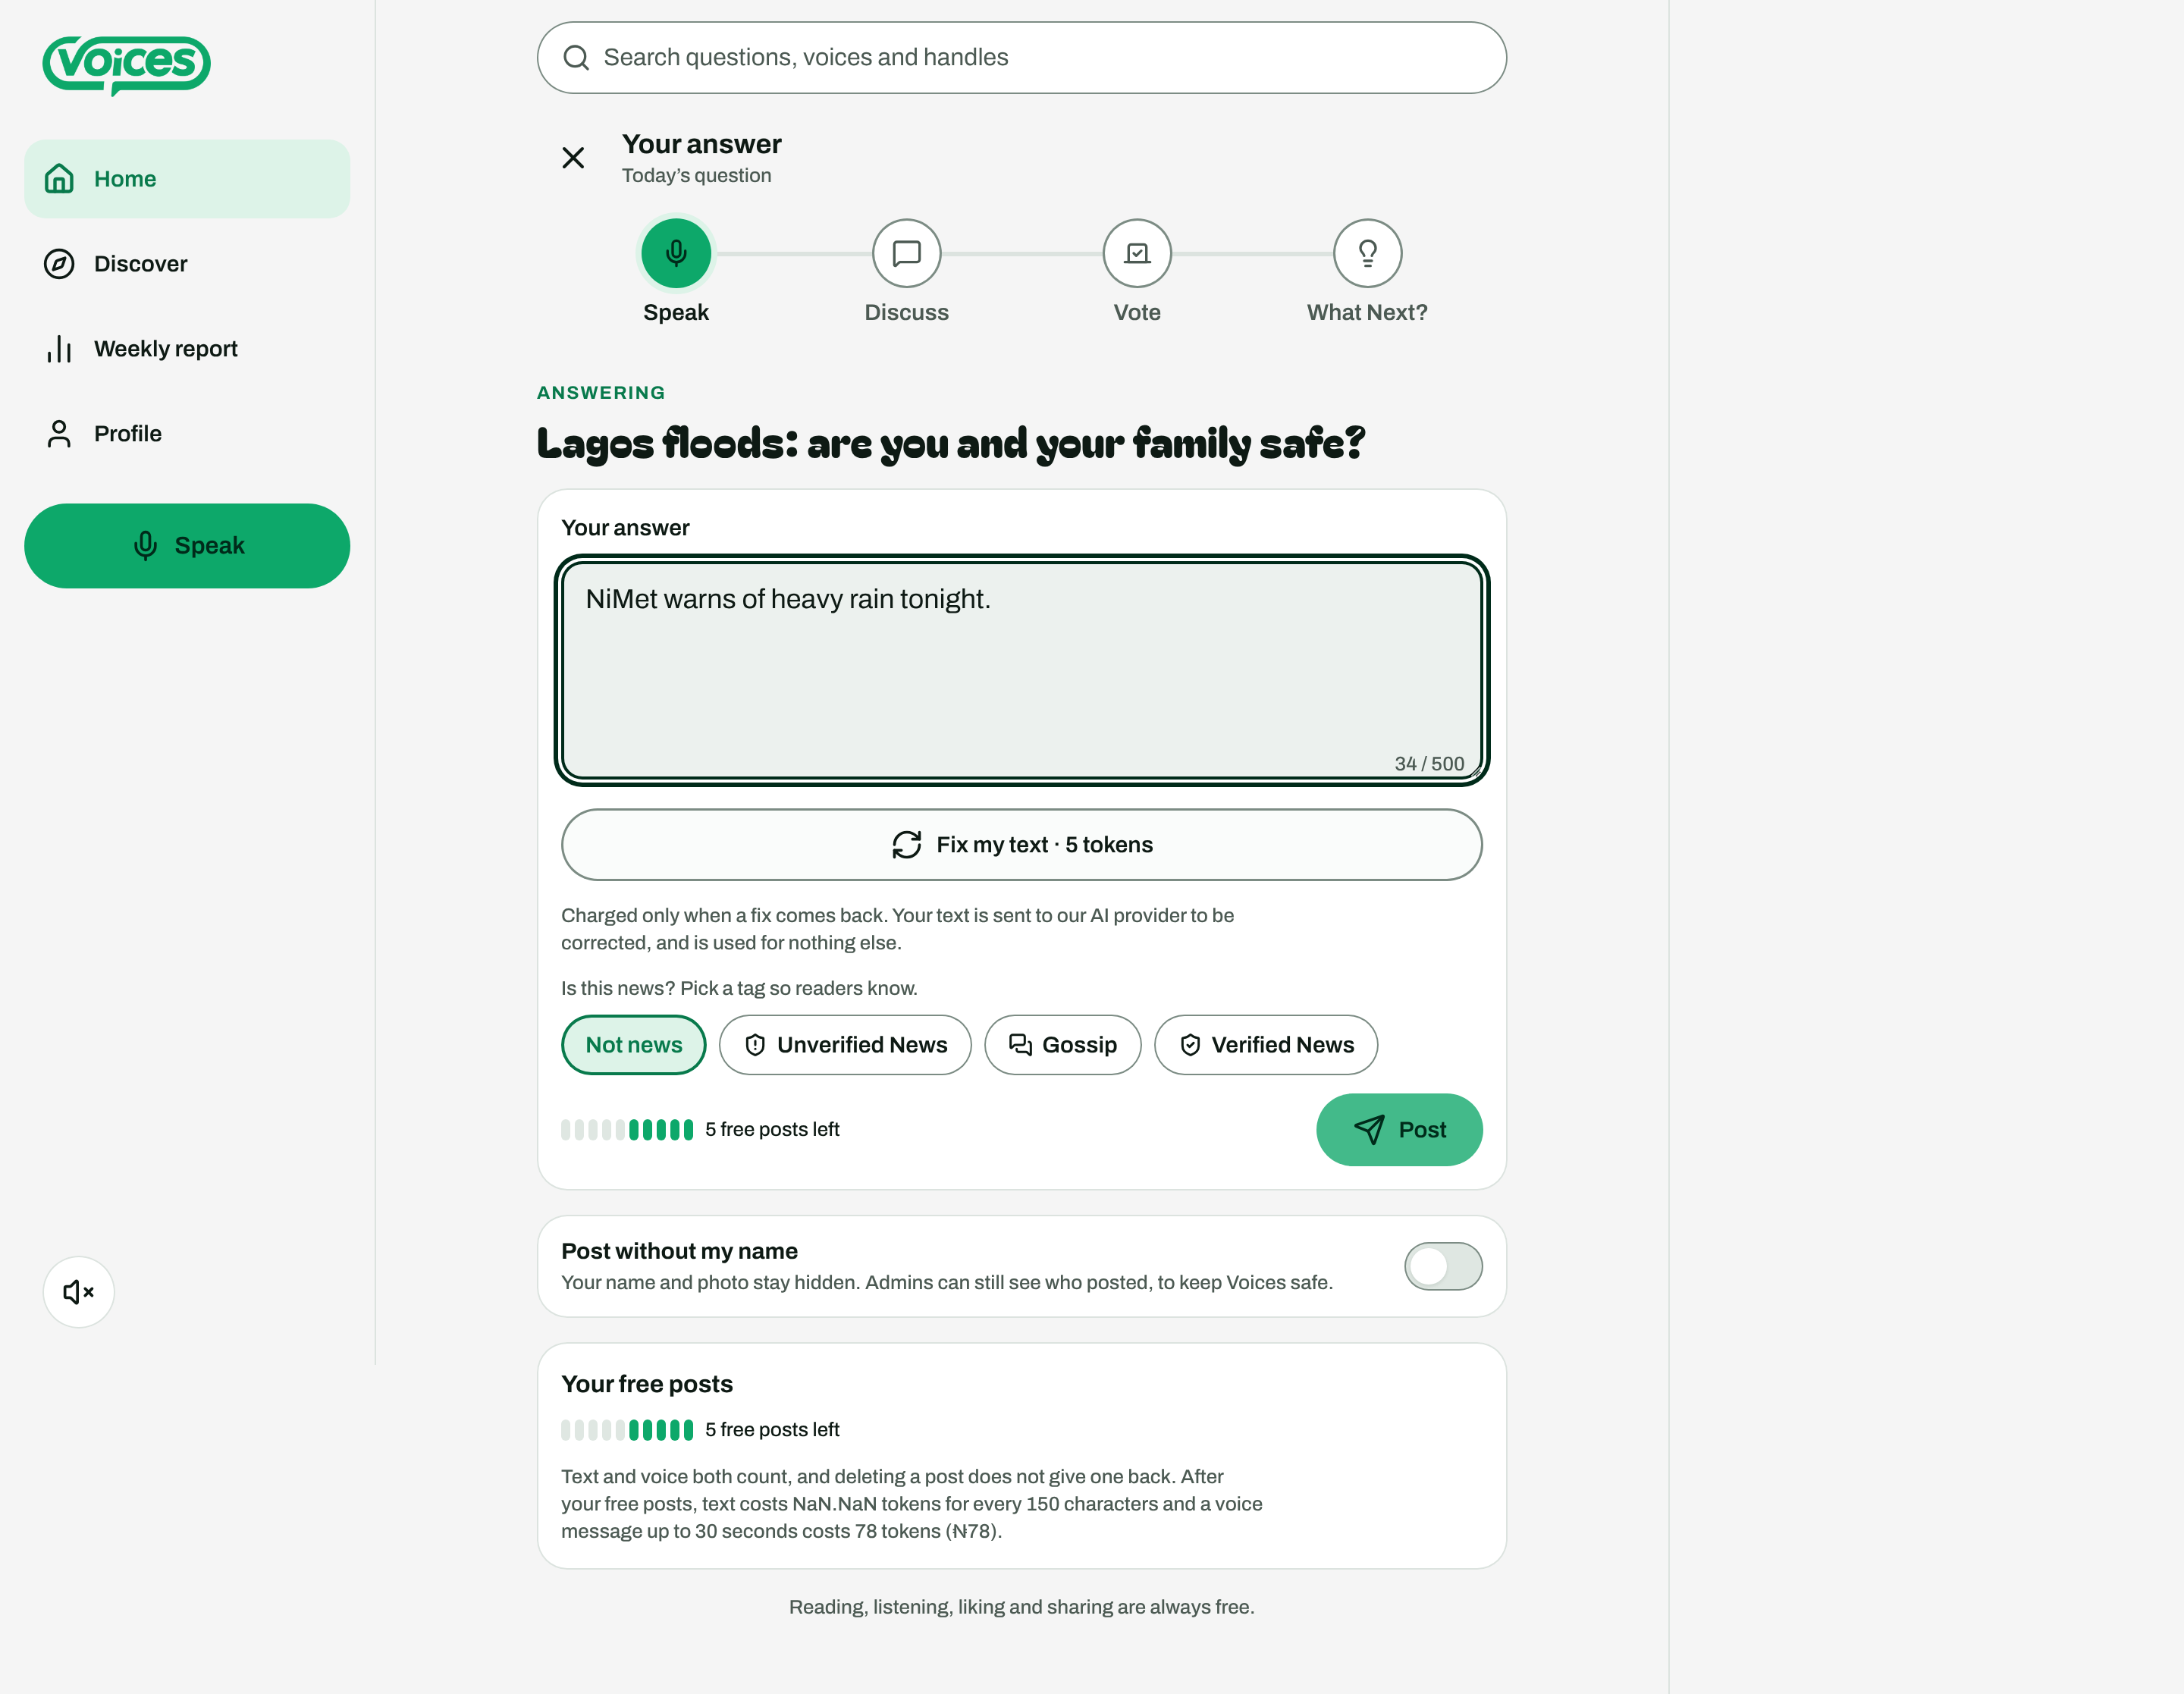 Voices
Search questions, voices and handles
Home
Discover
Weekly report
Profile
Speak
Your answer
Today’s question
Speak
Discuss
Vote
What Next?
ANSWERING
Lagos floods: are you and your family safe?
Your answer
NiMet warns of heavy rain tonight.
34 / 500
Fix my text · 5 tokens
Charged only when a fix comes back. Your text is sent to our AI provider to be
corrected, and is used for nothing else.
Is this news? Pick a tag so readers know.
Not news
Unverified News
Gossip
Verified News
5 free posts left
Post
Post without my name
Your name and photo stay hidden. Admins can still see who posted, to keep Voices safe.
Your free posts
5 free posts left
Text and voice both count, and deleting a post does not give one back. After
your free posts, text costs NaN.NaN tokens for every 150 characters and a voice
message up to 30 seconds costs 78 tokens (₦78).
Reading, listening, liking and sharing are always free.